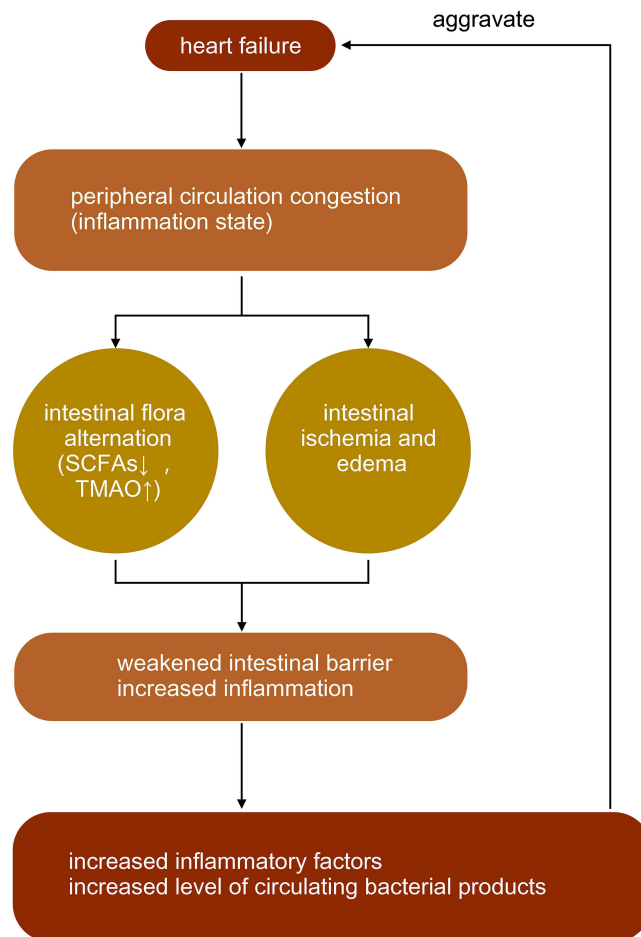 aggravate
heart failure
peripheral circulation congestion
(inflammation state)
intestinal flora
alternation
(SCFAs↓ ,
TMAO↑)
intestinal
ischemia and
edema
weakened intestinal barrier
increased inflammation
increased inflammatory factors
increased level of circulating bacterial products